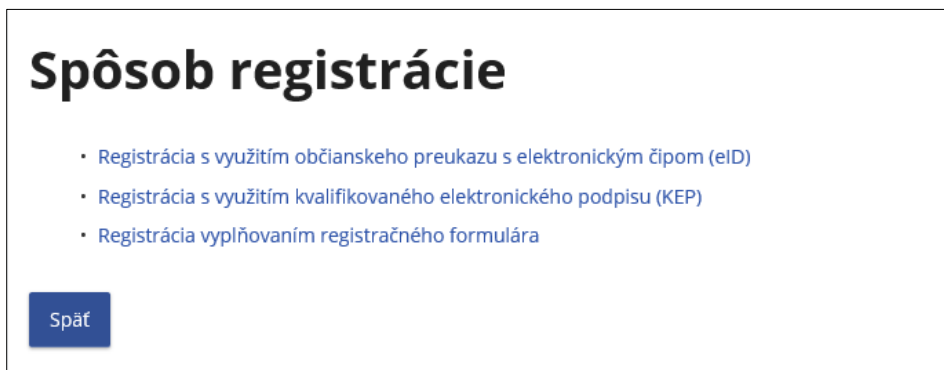 Spôsob registrácie
• Registrácia s využitím občianskeho preukazu s elektronickým čipom (eID)
• Registrácia s využitím kvalifikovaného elektronického podpisu (KEP)
• Registrácia vyplňovaním registračného formulára
Späť